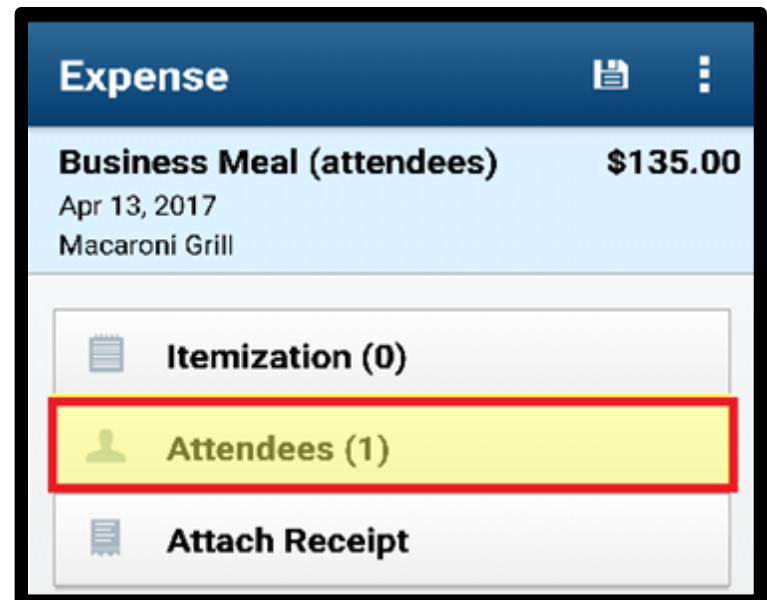 Expense
Business Meal (attendees) $135.00
Apr 13, 2017
Macaroni Grill
Itemization (0)
Attendees (1)
Attach Receipt